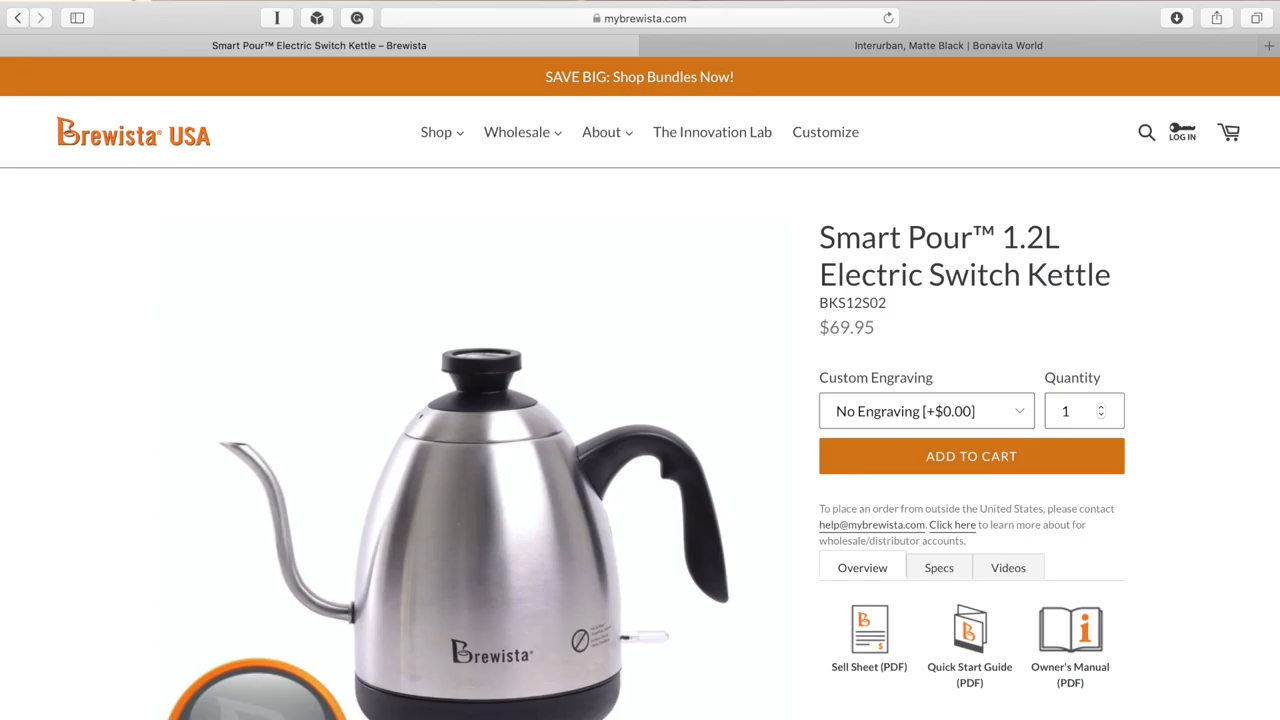 mybrewista.com
Smart Pour™ Electric Switch Kettle – Brewista
Interurban, Matte Black | Bonavita World
SAVE BIG: Shop Bundles Now!
Brewista® USA
Shop
Wholesale
About
The Innovation Lab
Customize
LOG IN
Smart Pour™ 1.2L
Electric Switch Kettle
BKS12S02
$69.95
Custom Engraving
Quantity
No Engraving [+$0.00]
1
ADD TO CART
To place an order from outside the United States, please contact
help@mybrewista.com. Click here to learn more about for
wholesale/distributor accounts.
Overview
Specs
Videos
Sell Sheet (PDF)
Quick Start Guide
(PDF)
Owner's Manual
(PDF)
Brewista®